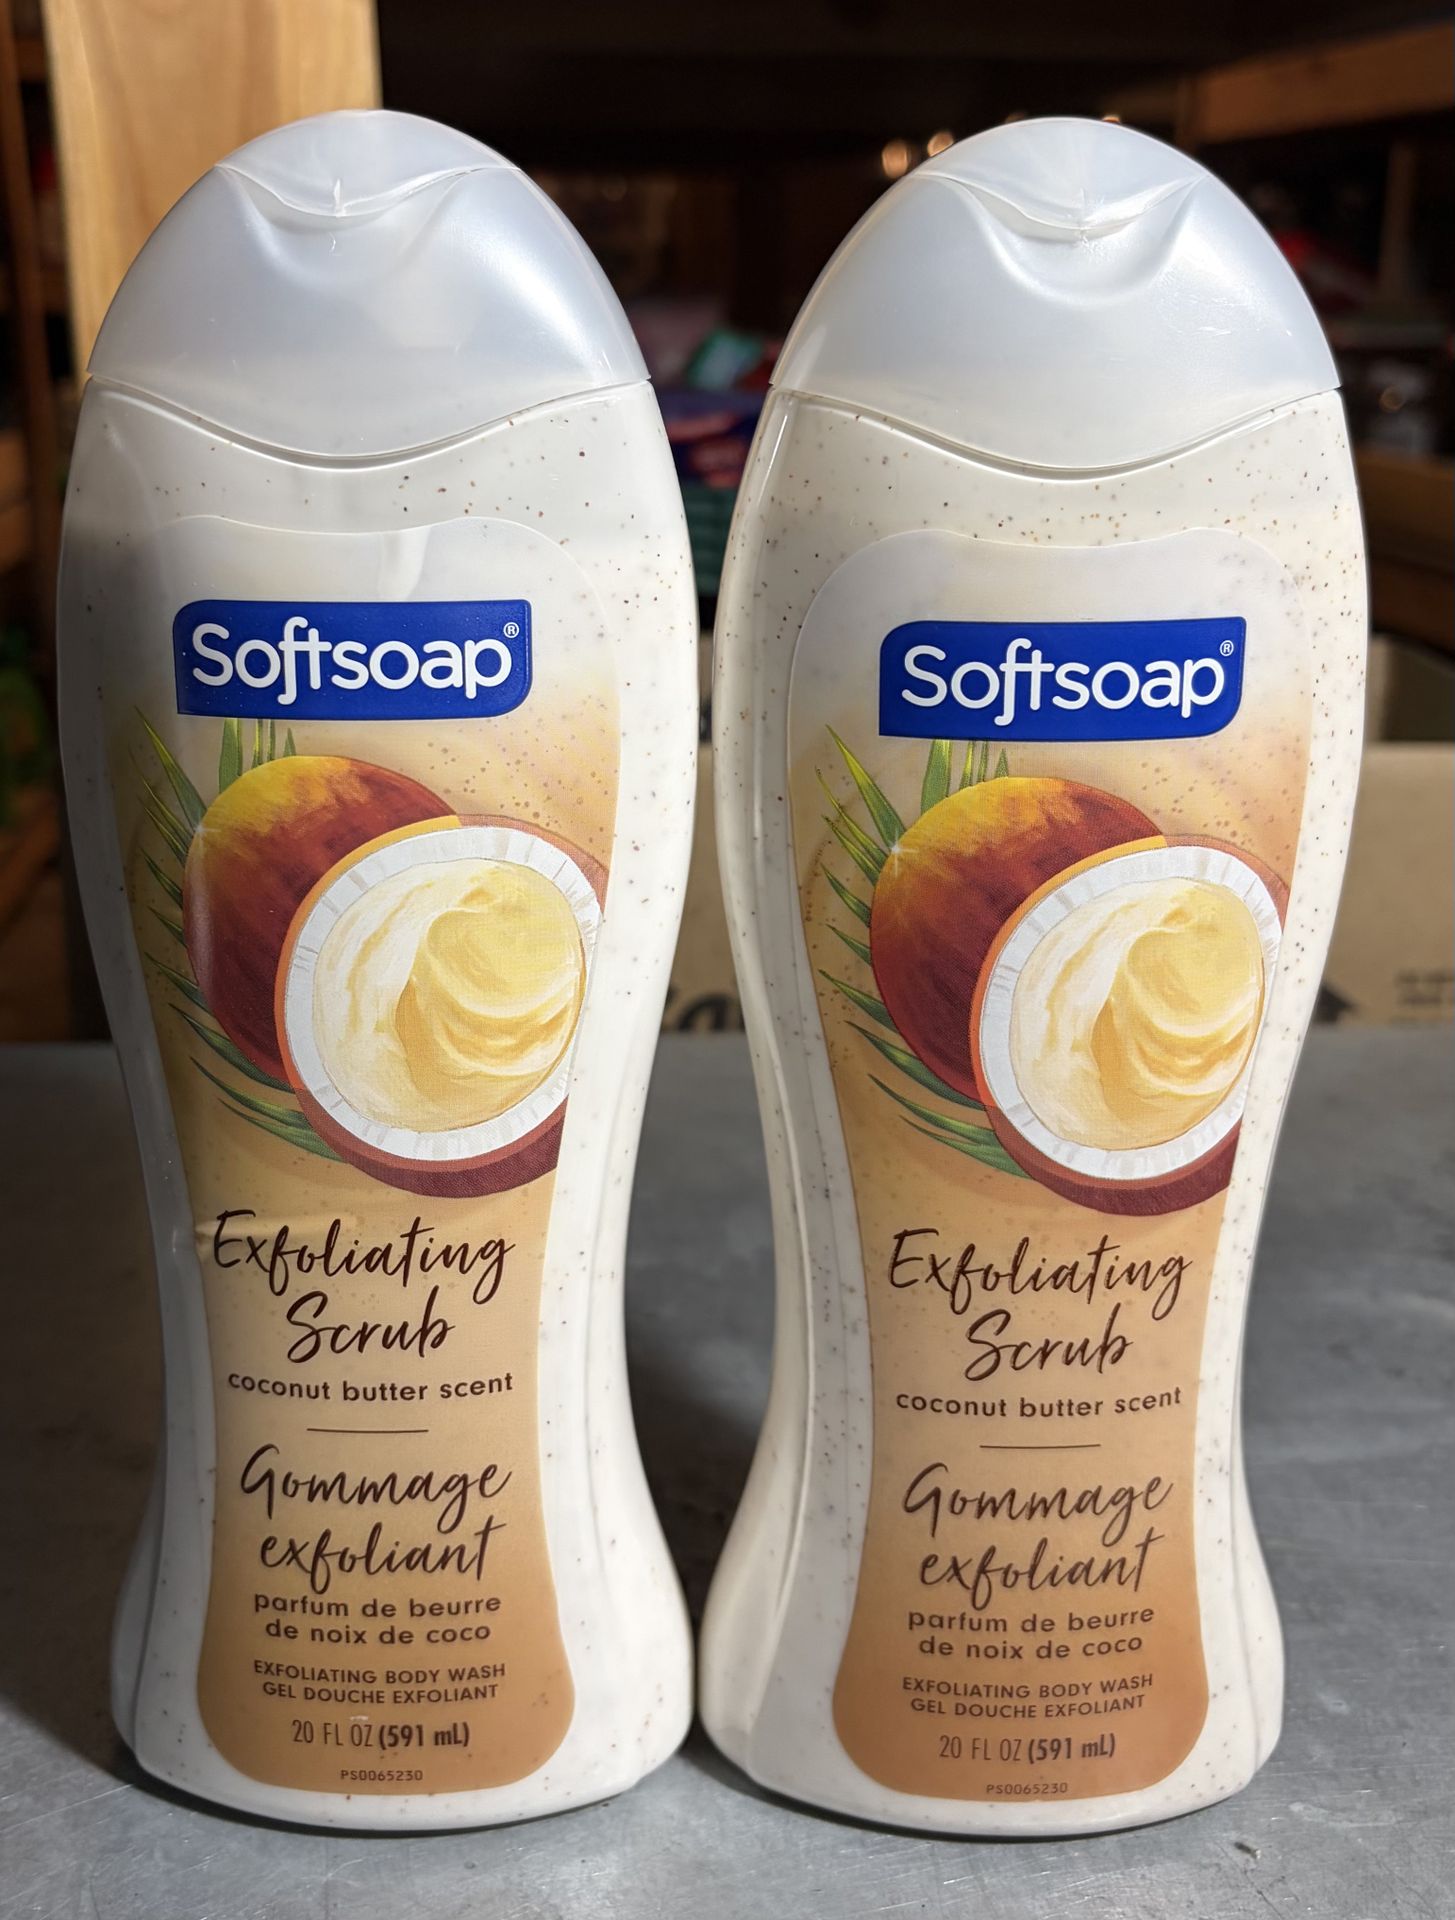 Softsoap®
Exfoliating
Scrub
coconut butter scent
Gommage
exfoliant
parfum de beurre
de noix de coco
EXFOLIATING BODY WASH
GEL DOUCHE EXFOLIANT
20 FL OZ (591 mL)
PS0065230
Softsoap®
Exfoliating
Scrub
coconut butter scent
Gommage
exfoliant
parfum de beurre
de noix de coco
EXFOLIATING BODY WASH
GEL DOUCHE EXFOLIANT
20 FL OZ (591 mL)
PS0065230